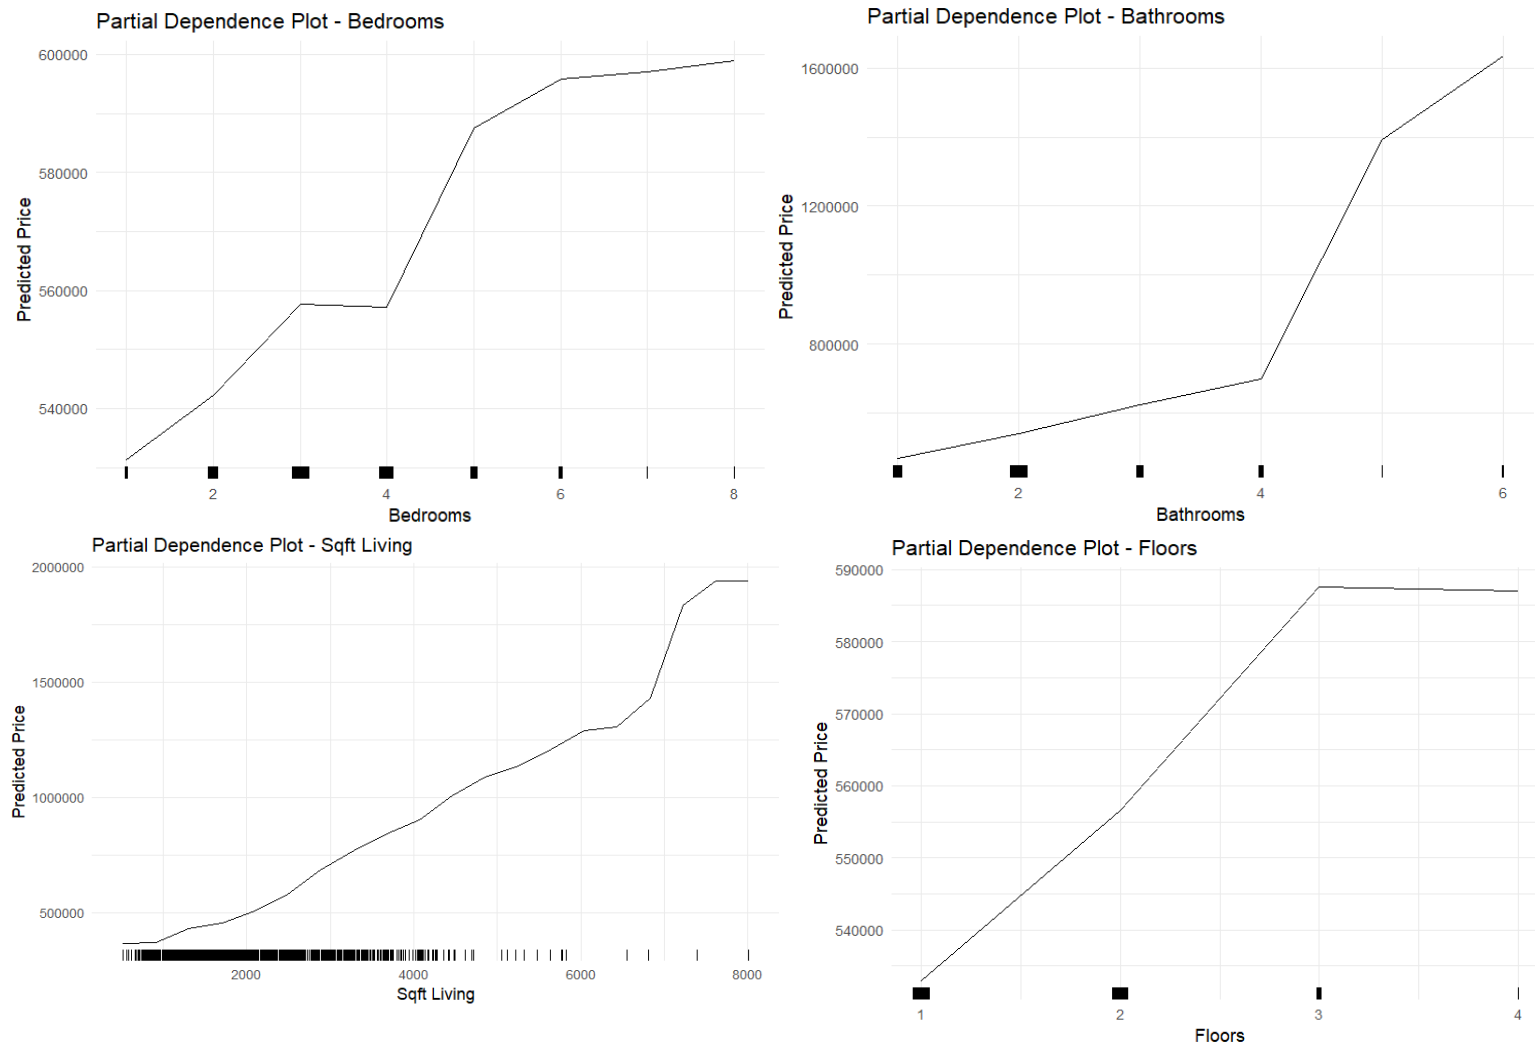 Partial Dependence Plot - Bedrooms
600000
580000
560000
540000
Predicted Price
2
4
6
8
Bedrooms
Partial Dependence Plot - Bathrooms
1600000
1200000
800000
Predicted Price
2
4
6
Bathrooms
Partial Dependence Plot - Sqft Living
2000000
1500000
1000000
500000
Predicted Price
2000
4000
6000
8000
Sqft Living
Partial Dependence Plot - Floors
590000
580000
570000
560000
550000
540000
Predicted Price
1
2
3
4
Floors